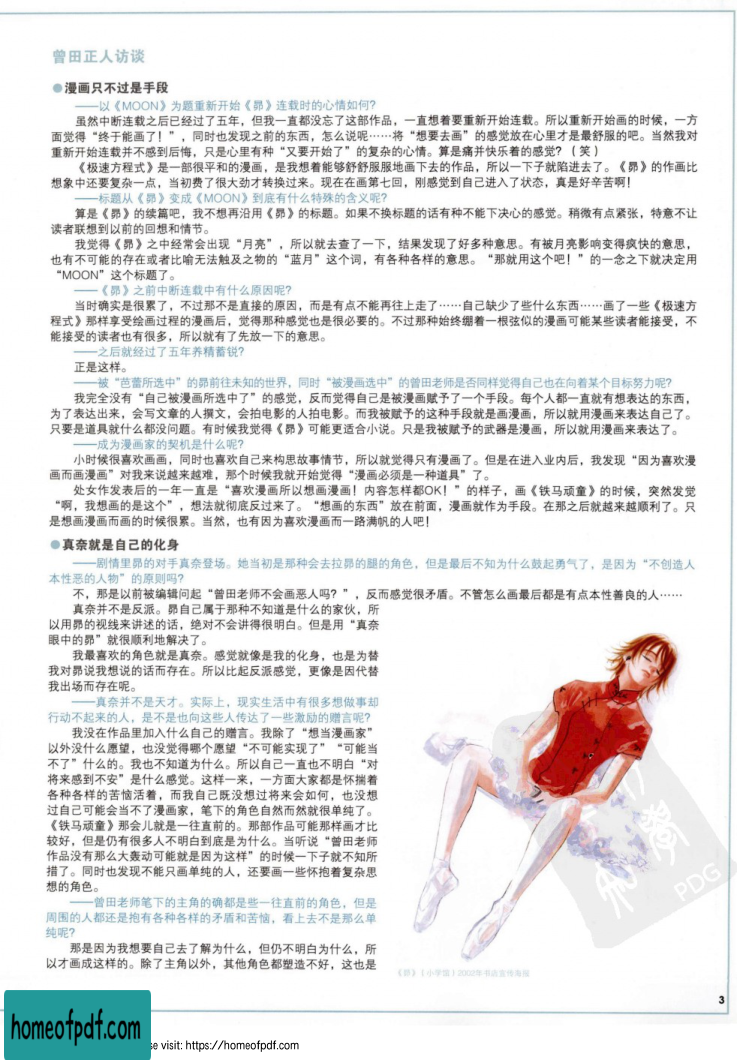 曾田正人访谈
●漫画只不过是手段
——以《MOON》为题重新开始《昴》连载时的心情如何?
虽然中断连载之后已经过了五年，但我一直都没忘了这部作品，一直想着要重新开始连载。所以重新开始画的时候，一方
面觉得“终于能画了！”，同时也发现之前的东西，怎么说呢……将“想要去画”的感觉放在心里才是最舒服的吧。当然我对
重新开始连载并不感到后悔，只是心里有种“又要开始了”的复杂的心情。算是痛并快乐着的感觉?（笑）
《极速方程式》是一部很平和的漫画，是我想着能够舒舒服服地画下去的作品，所以一下子就陷进去了。《昴》的作画比
想象中还要复杂一点，当初费了很大劲才转换过来。现在在画第七回，刚感觉到自己进入了状态，真是好辛苦啊！
——标题从《昴》变成《MOON》到底有什么特殊的含义呢?
算是《昴》的续篇吧，我不想再沿用《昴》的标题。如果不换标题的话有种不能下决心的感觉。稍微有点紧张，特意不让
读者联想到以前的回想和情节。
我觉得《昴》之中经常会出现“月亮”，所以就去查了一下，结果发现了好多种意思。有被月亮影响变得疯快的意思，
也有不可能的存在或者比喻无法触及之物的“蓝月”这个词，有各种各样的意思。“那就用这个吧！”的一念之下就决定用
“MOON”这个标题了。
——《昴》之前中断连载中有什么原因呢?
当时确实是很累了，不过那不是直接的原因，而是有点不能再往上走了……自己缺少了些什么东西……画了一些《极速方
程式》那样享受绘画过程的漫画后，觉得那种感觉也是很必要的。不过那种始终绷着一根弦似的漫画可能某些读者能接受，不
能接受的读者也有很多，所以就有了先放一下的意思。
——之后就经过了五年养精蓄锐?
正是这样。
——被“芭蕾所选中”的昴前往未知的世界，同时“被漫画选中”的曾田老师是否同样觉得自己也在向着某个目标努力呢?
我完全没有“自己被漫画所选中了”的感觉，反而觉得自己是被漫画赋予了一个手段。每个人都一直就有想表达的东西，
为了表达出来，会写文章的人撰文，会拍电影的人拍电影。而我被赋予的这种手段就是画漫画，所以就用漫画来表达自己了。
只要是道具就什么都没问题。有时候我觉得《昴》可能更适合小说。只是我被赋予的武器是漫画，所以就用漫画来表达了。
——成为漫画家的契机是什么呢?
小时候很喜欢画画，同时也喜欢自己来构思故事情节，所以就觉得只有漫画了。但是在进入业内后，我发现“因为喜欢漫
画而画漫画”对我来说越来越难，那个时候我就开始觉得“漫画必须是一种道具”了。
处女作发表后的一年一直是“喜欢漫画所以想画漫画！内容怎样都OK！”的样子，画《铁马顽童》的时候，突然发觉
“啊，我想画的是这个”，想法就彻底反过来了。“想画的东西”放在前面，漫画就作为手段。在那之后就越来越顺利了。只
是想画漫画而画的时候很累。当然，也有因为喜欢漫画而一路满帆的人吧！
●真奈就是自己的化身
——剧情里昴的对手真奈登场。她当初是那种会去拉昴的腿的角色，但是最后不知为什么鼓起勇气了，是因为“不创造人
本性恶的人物”的原则吗?
不，那是以前被编辑问起“曾田老师不会画恶人吗?”，反而感觉很矛盾。不管怎么画最后都是有点本性善良的人……
真奈并不是反派。昴自己属于那种不知道是什么的家伙，所
以用昴的视线来讲述的话，绝对不会讲得很明白。但是用“真奈
眼中的昴”就很顺利地解决了。
我最喜欢的角色就是真奈。感觉就像是我的化身，也是为替
我对昴说我想说的话而存在。所以比起反派感觉，更像是因代替
我出场而存在呢。
——真奈并不是天才。实际上，现实生活中有很多想做事却
行动不起来的人，是不是也向这些人传达了一些激励的赠言呢?
我没在作品里加入什么自己的赠言。我除了“想当漫画家”
以外没什么愿望，也没觉得哪个愿望“不可能实现了”“可能当
不了”什么的。我也不知道为什么。所以自己一直也不明白“对
将来感到不安”是什么感觉。这样一来，一方面大家都是怀揣着
各种各样的苦恼活着，而我自己既没想过将来会如何，也没想
过自己可能会当不了漫画家，笔下的角色自然而然就很单纯了。
《铁马顽童》那会儿就是一往直前的。那部作品可能那样画才比
较好，但是仍有很多人不明白到底是为什么。当听说“曾田老师
作品没有那么大轰动可能就是因为这样”的时候一下子就不知所
措了。同时也发现不能只画单纯的人，还要画一些怀抱着复杂思
想的角色。
——曾田老师笔下的主角的确都是些一往直前的角色，但是
周围的人都还是抱有各种各样的矛盾和苦恼，看上去不是那么单
纯呢?
那是因为我想要自己去了解为什么，但仍不明白为什么，所
以才画成这样的。除了主角以外，其他角色都塑造不好，这也是
《昴》（小学馆）2002年书店宣传海报
PDG
3
homeofpdf.com
se visit: https://homeofpdf.com